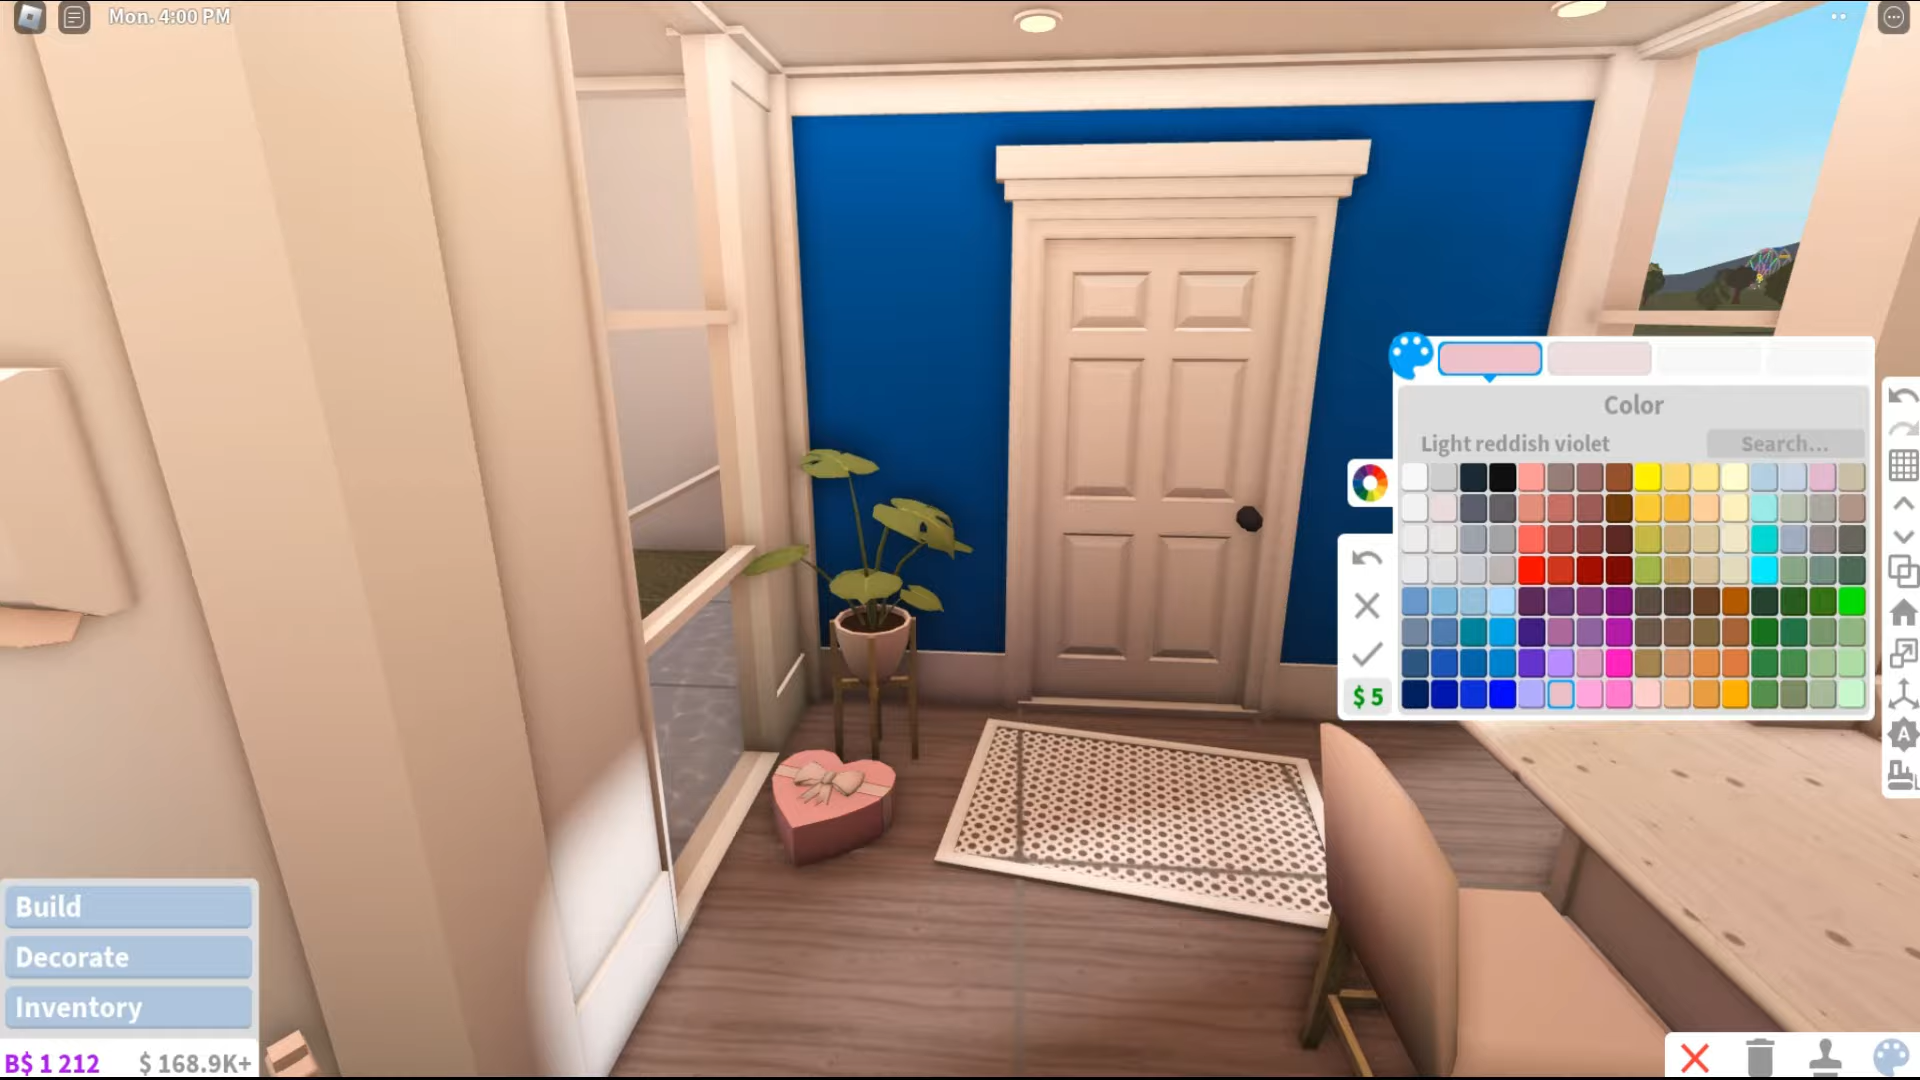 Mon. 4:00 PM
Color
Light reddish violet
Search...
$ 5
A
Build
Decorate
Inventory
B$ 1 212
$ 168.9K+